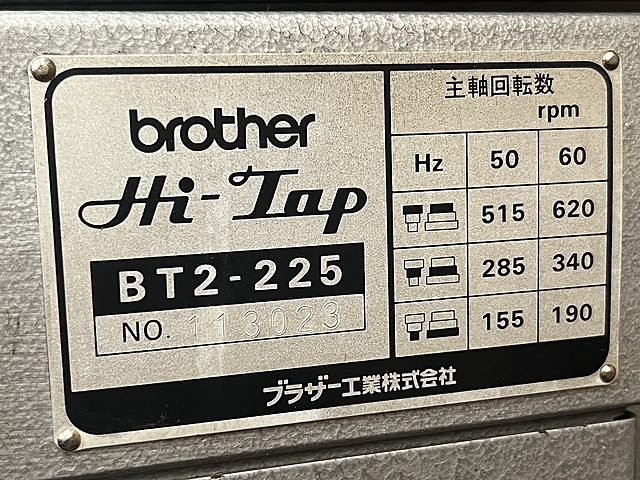 brother
Hi-Tap
BT2-225
NO. 113023
主軸回転数
rpm
Hz 50 60
515 620
285 340
155 190
ブラザー工業株式会社